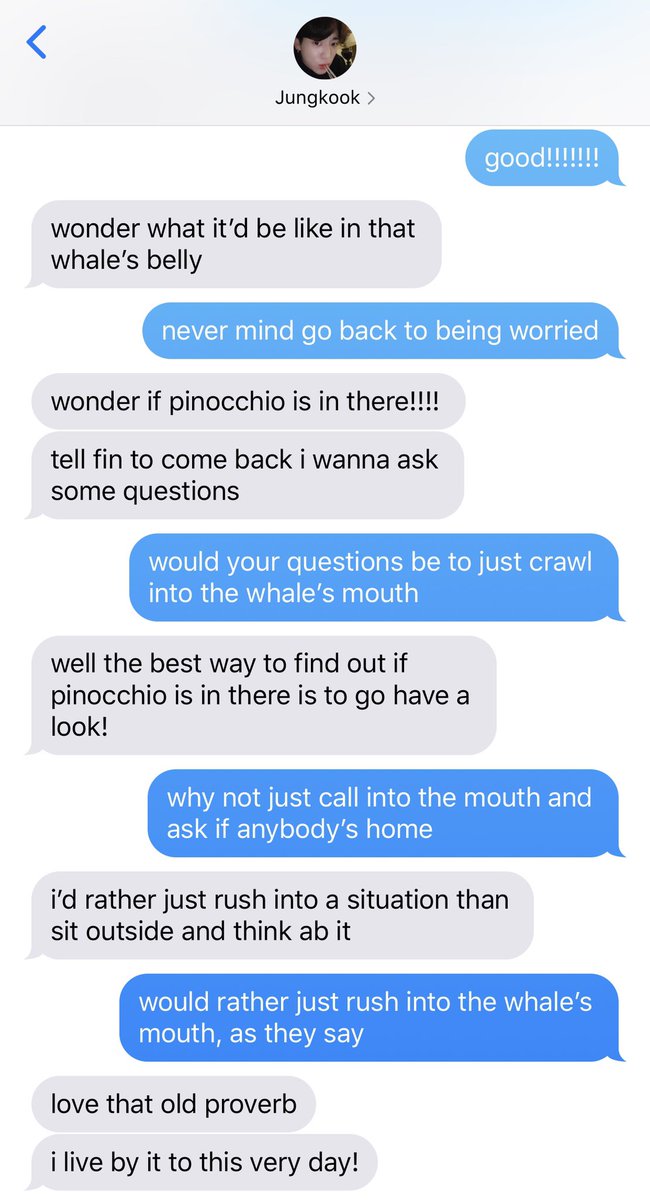 Jungkook
good!!!!!!!
wonder what it’d be like in that
whale’s belly
never mind go back to being worried
wonder if pinocchio is in there!!!!
tell fin to come back i wanna ask
some questions
would your questions be to just crawl
into the whale’s mouth
well the best way to find out if
pinocchio is in there is to go have a
look!
why not just call into the mouth and
ask if anybody’s home
i’d rather just rush into a situation than
sit outside and think ab it
would rather just rush into the whale’s
mouth, as they say
love that old proverb
i live by it to this very day!